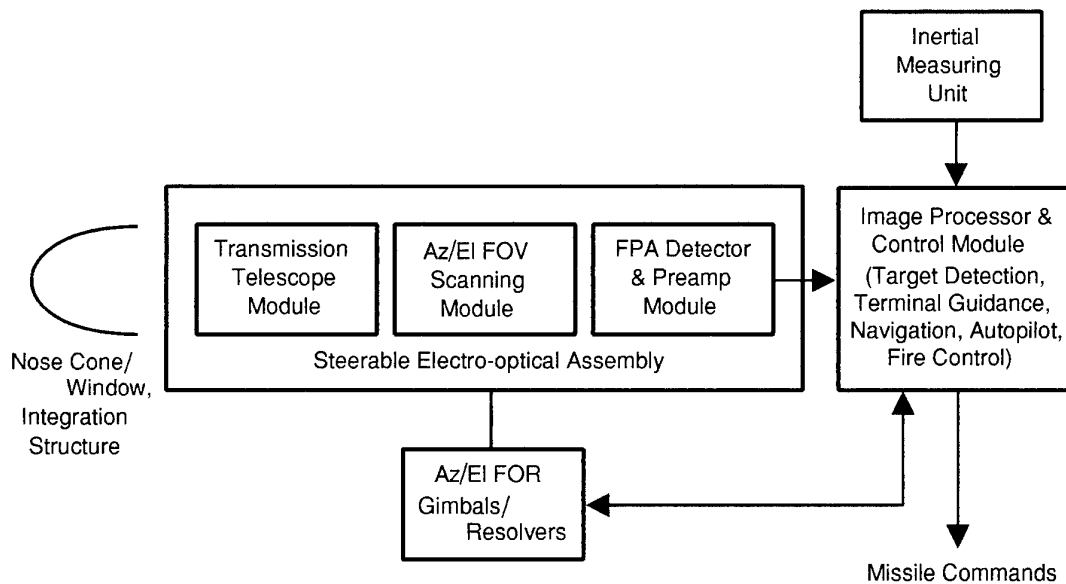 Inertial
Measuring
Unit
Transmission
Telescope
Module
Az/El FOV
Scanning
Module
FPA Detector
& Preamp
Module
Steerable Electro-optical Assembly
Image Processor &
Control Module
(Target Detection,
Terminal Guidance,
Navigation, Autopilot,
Fire Control)
Nose Cone/
Window,
Integration
Structure
Az/El FOR
Gimbals/
Resolvers
Missile Commands